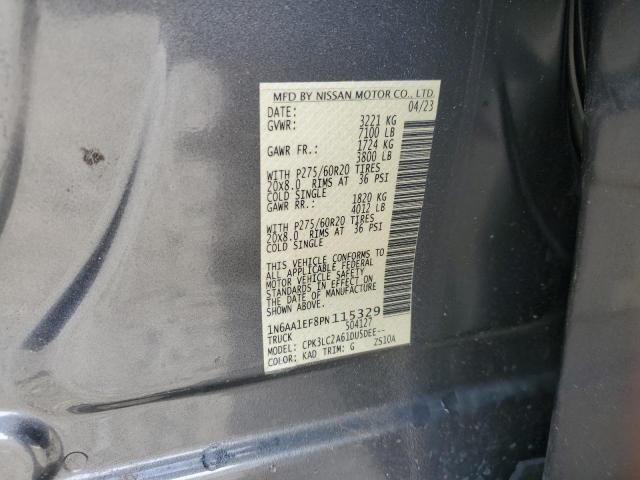 MFD BY NISSAN MOTOR CO., LTD.
DATE: 04/23
GVWR: 3221 KG
7100 LB
GAWR FR.: 1724 KG
3800 LB
WITH P275/60R20 TIRES
20x8.0 RIMS AT 36 PSI
COLD SINGLE
GAWR RR.: 1820 KG
4012 LB
WITH P275/60R20 TIRES
20x8.0 RIMS AT 36 PSI
COLD SINGLE
THIS VEHICLE CONFORMS TO
ALL APPLICABLE FEDERAL
MOTOR VEHICLE SAFETY
STANDARDS IN EFFECT ON
THE DATE OF MANUFACTURE
SHOWN ABOVE.
1N6AA1EF8PN115329
TRUCK 504127
MODEL: CPK3LC2A61DU5DEE--
COLOR: KAD TRIM: G ZS10A